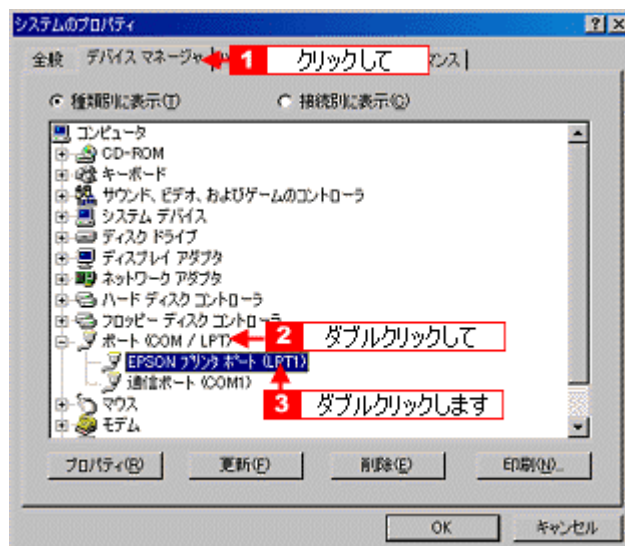 システムのプロパティ
全般 デバイス マネージャ 1 クリックして マンス
種類別に表示(T) 接続別に表示(C)
コンピュータ
CD-ROM
キーボード
サウンド、ビデオ、およびゲームのコントローラ
システム デバイス
ディスク ドライブ
ディスプレイ アダプタ
ネットワーク アダプタ
ハード ディスク コントローラ
フロッピー ディスク コントローラ
ポート (COM / LPT) 2 ダブルクリックして
EPSON プリンタ ポート (LPT1)
通信ポート (COM1)
3 ダブルクリックします
マウス
モデム
プロパティ(R) 更新(F) 削除(E) 印刷(N)...
OK キャンセル